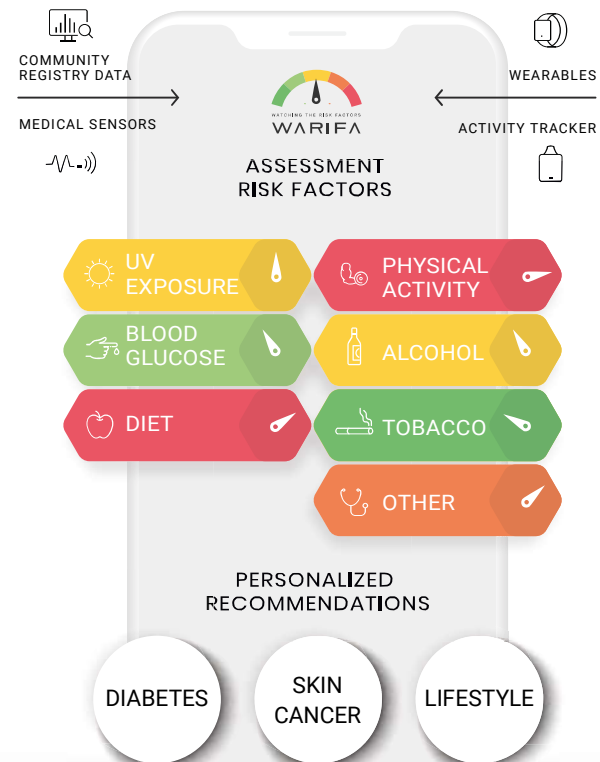 COMMUNITY
REGISTRY DATA
MEDICAL SENSORS
WEARABLES
ACTIVITY TRACKER
WATCHING THE RISK FACTORS
WARIFA
ASSESSMENT
RISK FACTORS
UV
EXPOSURE
PHYSICAL
ACTIVITY
BLOOD
GLUCOSE
ALCOHOL
DIET
TOBACCO
OTHER
PERSONALIZED
RECOMMENDATIONS
DIABETES
SKIN
CANCER
LIFESTYLE